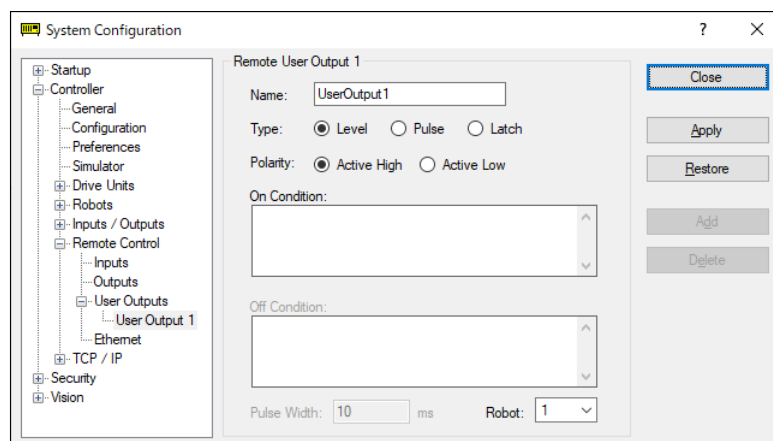 System Configuration
?
Startup
Controller
General
Configuration
Preferences
Simulator
Drive Units
Robots
Inputs / Outputs
Remote Control
Inputs
Outputs
User Outputs
User Output 1
Ethernet
TCP / IP
Security
Vision
Remote User Output 1
Name: UserOutput1
Type: Level Pulse Latch
Polarity: Active High Active Low
On Condition:
Off Condition:
Pulse Width: 10 ms Robot: 1
Close
Apply
Restore
Add
Delete